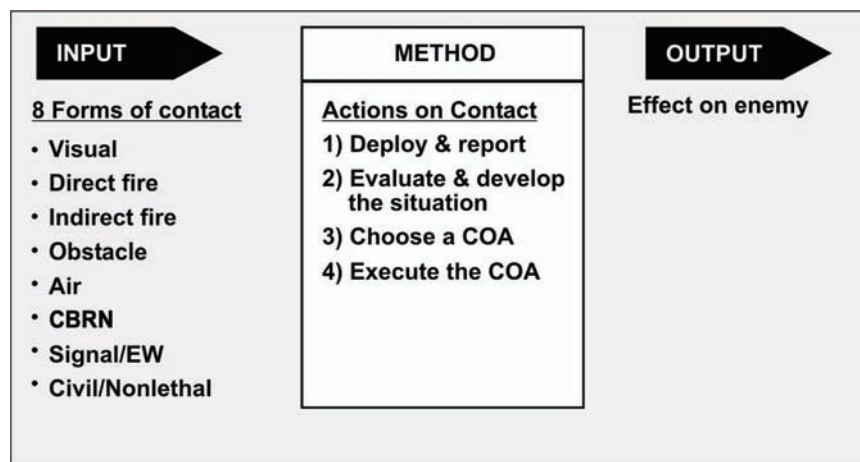 INPUT
8 Forms of contact
• Visual
• Direct fire
• Indirect fire
• Obstacle
• Air
• CBRN
• Signal/EW
• Civil/Nonlethal
METHOD
Actions on Contact
1) Deploy & report
2) Evaluate & develop
the situation
3) Choose a COA
4) Execute the COA
OUTPUT
Effect on enemy